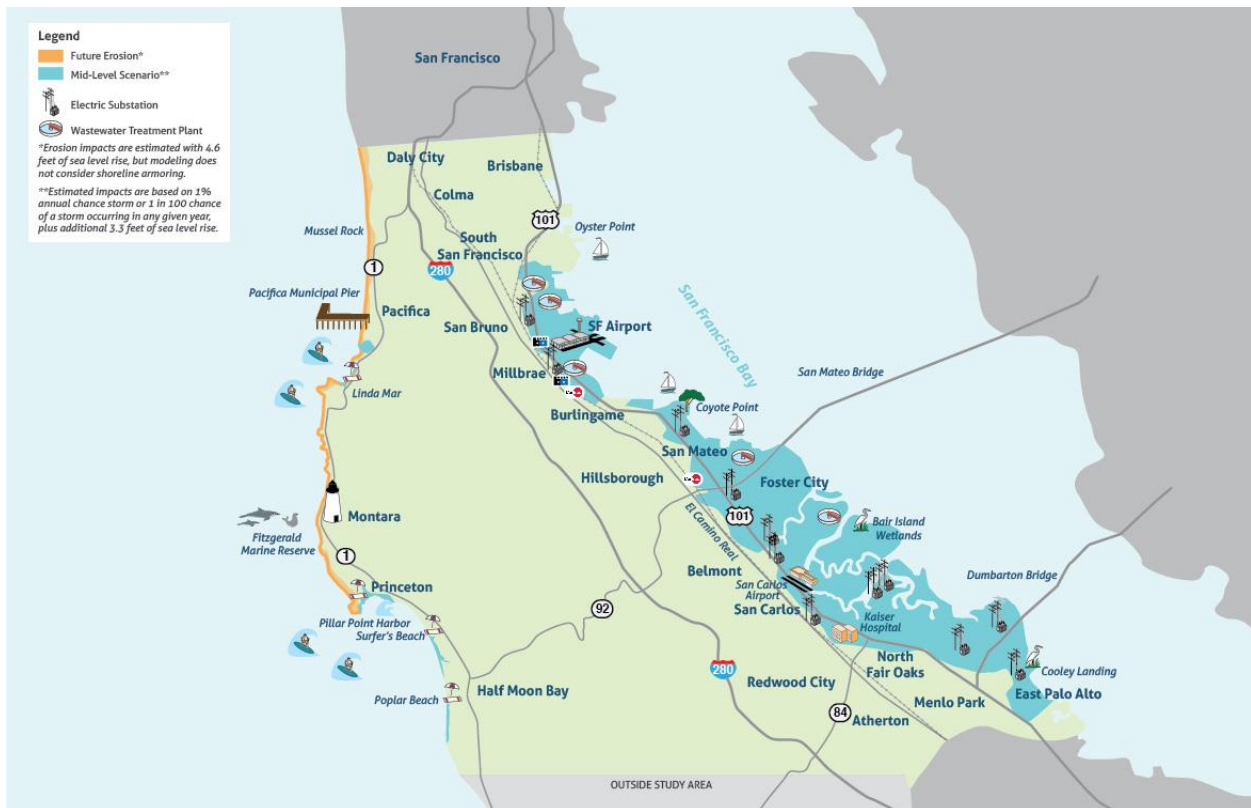 Legend
Future Erosion*
Mid-Level Scenario**
Electric Substation
Wastewater Treatment Plant
*Erosion impacts are estimated with 4.6
feet of sea level rise, but modeling does
not consider shoreline armoring.
**Estimated impacts are based on 1%
annual chance storm or 1 in 100 chance
of a storm occurring in any given year,
plus additional 3.3 feet of sea level rise.
San Francisco
Daly City
Brisbane
Colma
101
Oyster Point
Mussel Rock
South
San Francisco
1
280
Pacifica Municipal Pier
Pacifica
San Bruno
SF Airport
San Francisco Bay
Millbrae
San Mateo Bridge
Linda Mar
Burlingame
Coyote Point
San Mateo
Hillsborough
Foster City
101
El Camino Real
Bair Island
Wetlands
Montara
Fitzgerald
Marine Reserve
1
Belmont
San Carlos
Airport
Dumbarton Bridge
Princeton
92
San Carlos
Kaiser
Hospital
Pillar Point Harbor
Surfer's Beach
North
Fair Oaks
280
Cooley Landing
Poplar Beach
Half Moon Bay
Redwood City
East Palo Alto
Menlo Park
84
Atherton
OUTSIDE STUDY AREA